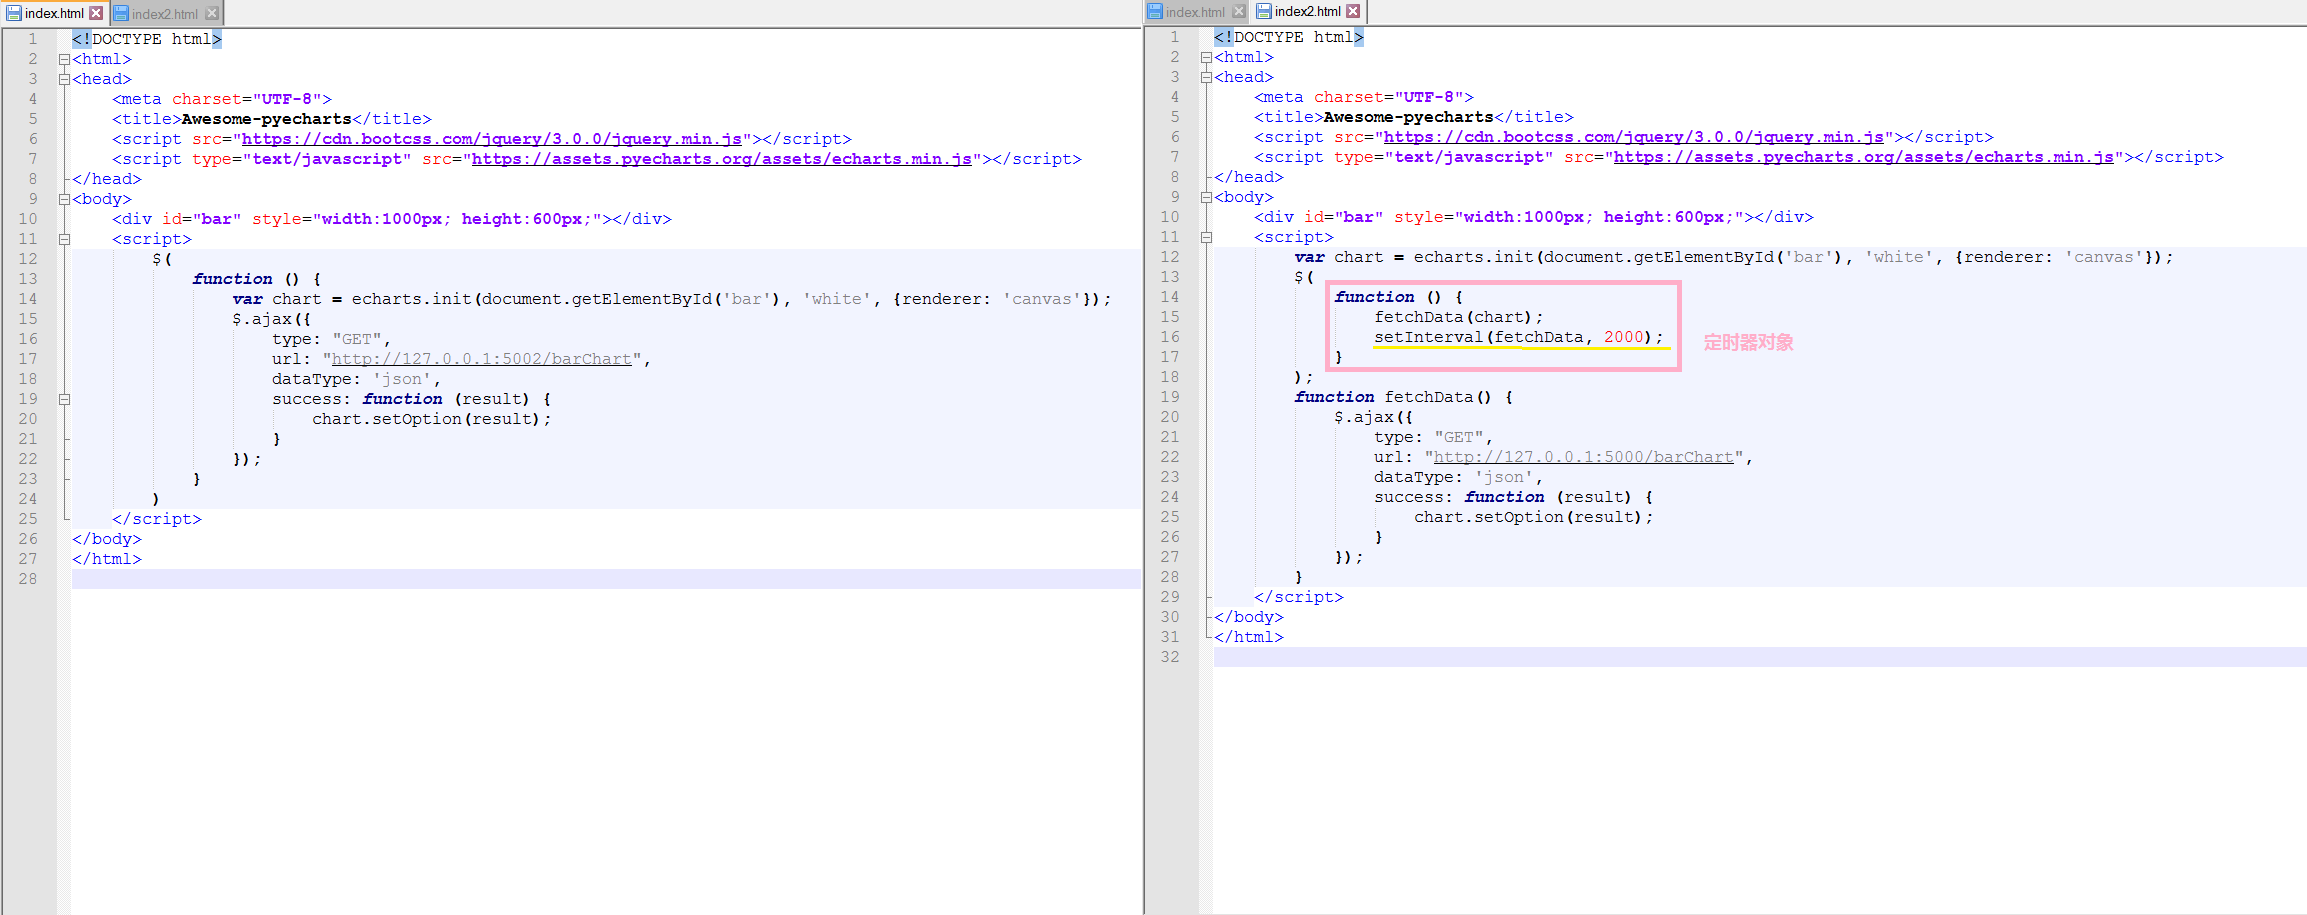 index.html index2.html
1 <!DOCTYPE html>
2 <html>
3 <head>
4 <meta charset="UTF-8">
5 <title>Awesome-pyecharts</title>
6 <script src="https://cdn.bootcss.com/jquery/3.0.0/jquery.min.js"></script>
7 <script type="text/javascript" src="https://assets.pyecharts.org/assets/echarts.min.js"></script>
8 </head>
9 <body>
10 <div id="bar" style="width:1000px; height:600px;"></div>
11 <script>
12 $(
13 function () {
14 var chart = echarts.init(document.getElementById('bar'), 'white', {renderer: 'canvas'});
15 $.ajax({
16 type: "GET",
17 url: "http://127.0.0.1:5002/barChart",
18 dataType: 'json',
19 success: function (result) {
20 chart.setOption(result);
21 }
22 });
23 }
24 )
25 </script>
26 </body>
27 </html>
28
index.html index2.html
1 <!DOCTYPE html>
2 <html>
3 <head>
4 <meta charset="UTF-8">
5 <title>Awesome-pyecharts</title>
6 <script src="https://cdn.bootcss.com/jquery/3.0.0/jquery.min.js"></script>
7 <script type="text/javascript" src="https://assets.pyecharts.org/assets/echarts.min.js"></script>
8 </head>
9 <body>
10 <div id="bar" style="width:1000px; height:600px;"></div>
11 <script>
12 var chart = echarts.init(document.getElementById('bar'), 'white', {renderer: 'canvas'});
13 $(
14 function () {
15 fetchData(chart);
16 setInterval(fetchData, 2000);
定时器对象
17 }
18 );
19 function fetchData() {
20 $.ajax({
21 type: "GET",
22 url: "http://127.0.0.1:5000/barChart",
23 dataType: 'json',
24 success: function (result) {
25 chart.setOption(result);
26 }
27 });
28 }
29 </script>
30 </body>
31 </html>
32